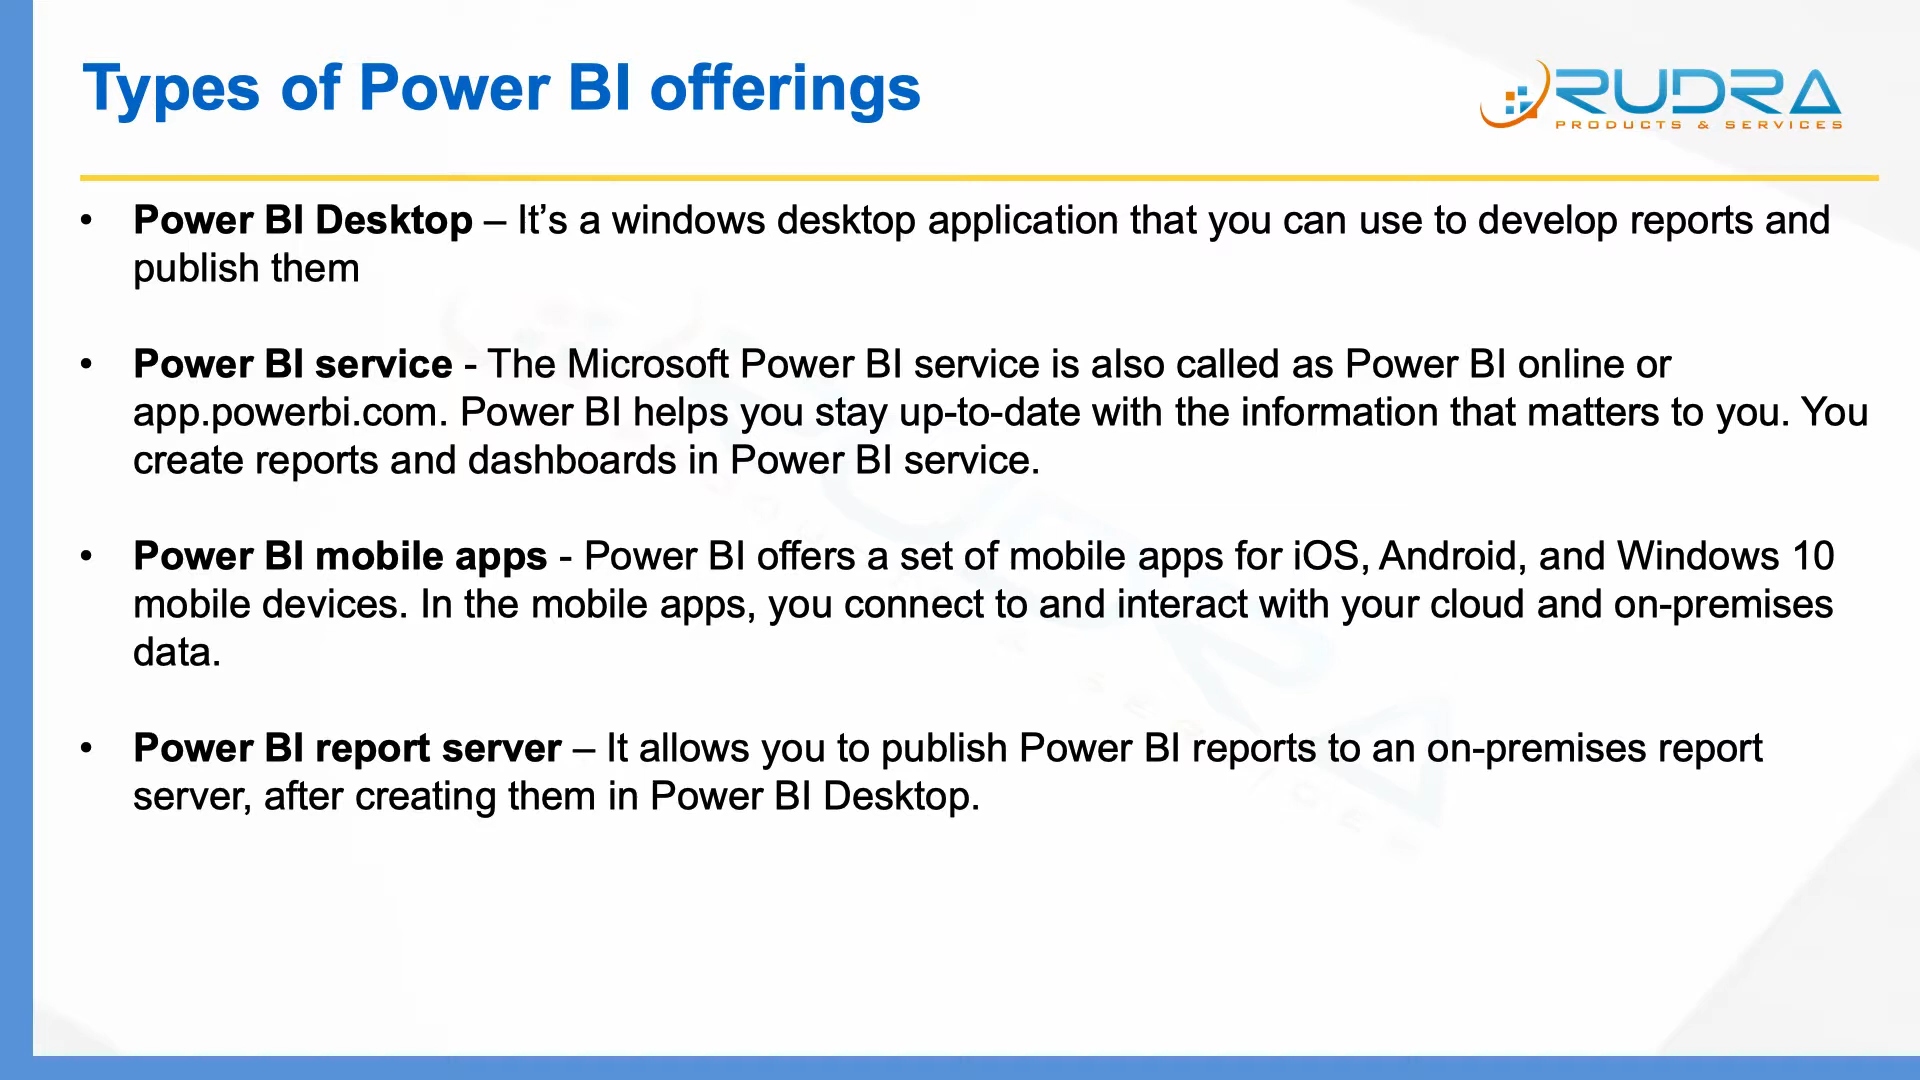 Types of Power BI offerings
RUDRA
PRODUCTS & SERVICES
• Power BI Desktop – It’s a windows desktop application that you can use to develop reports and
publish them
• Power BI service - The Microsoft Power BI service is also called as Power BI online or
app.powerbi.com. Power BI helps you stay up-to-date with the information that matters to you. You
create reports and dashboards in Power BI service.
• Power BI mobile apps - Power BI offers a set of mobile apps for iOS, Android, and Windows 10
mobile devices. In the mobile apps, you connect to and interact with your cloud and on-premises
data.
• Power BI report server – It allows you to publish Power BI reports to an on-premises report
server, after creating them in Power BI Desktop.